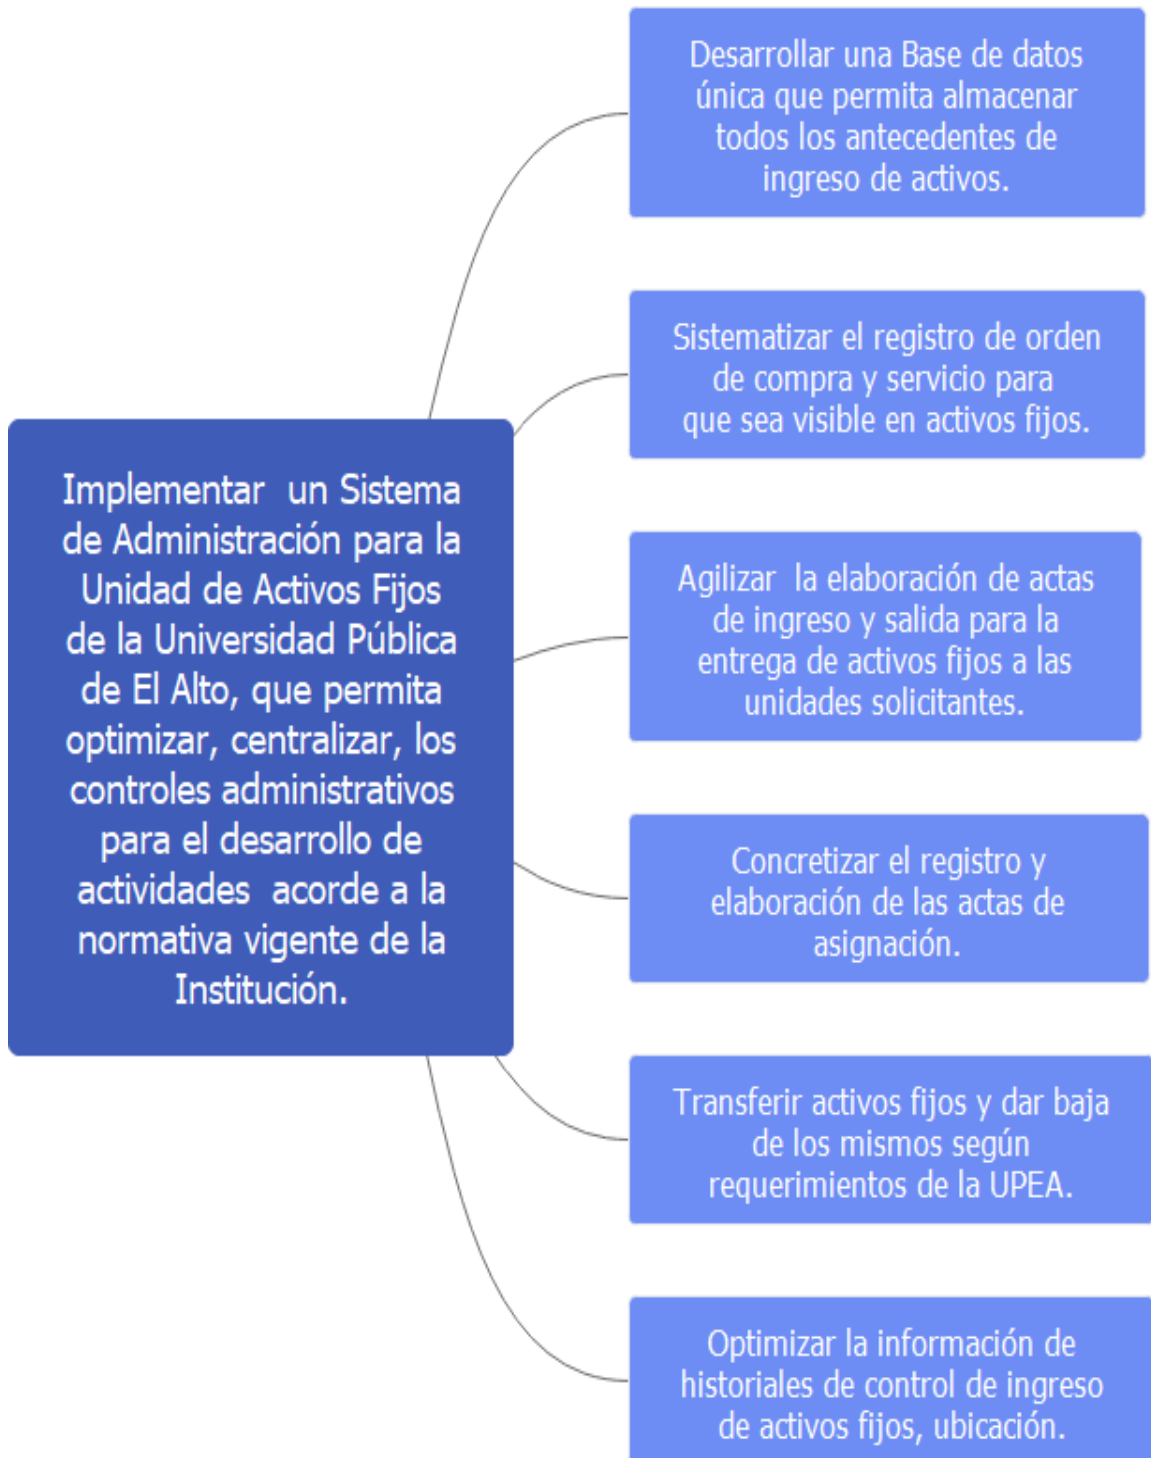 Desarrollar una Base de datos
única que permita almacenar
todos los antecedentes de
ingreso de activos.
Sistematizar el registro de orden
de compra y servicio para
que sea visible en activos fijos.
Implementar  un Sistema
de Administración para la
Unidad de Activos Fijos
de la Universidad Pública
de El Alto, que permita
optimizar, centralizar, los
controles administrativos
para el desarrollo de
actividades  acorde a la
normativa vigente de la
Institución.
Agilizar  la elaboración de actas
de ingreso y salida para la
entrega de activos fijos a las
unidades solicitantes.
Concretizar el registro y
elaboración de las actas de
asignación.
Transferir activos fijos y dar baja
de los mismos según
requerimientos de la UPEA.
Optimizar la información de
historiales de control de ingreso
de activos fijos, ubicación.